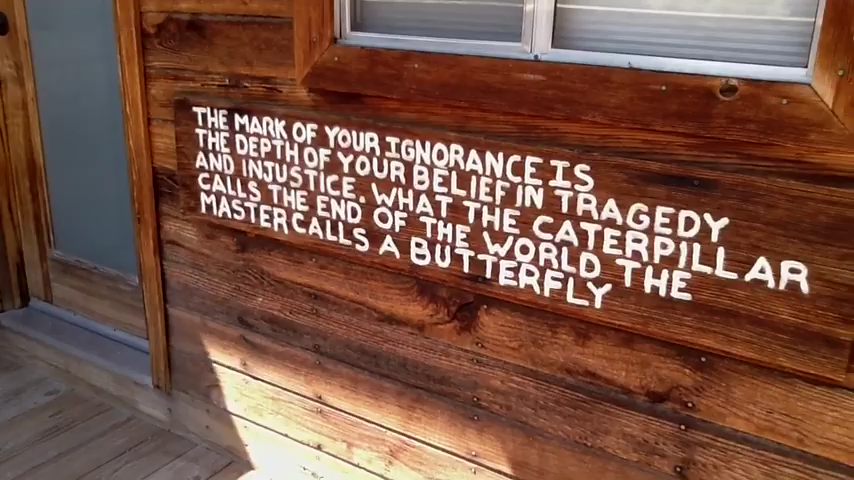 THE MARK OF YOUR IGNORANCE IS
THE DEPTH OF YOUR BELIEF IN TRAGEDY
AND INJUSTICE. WHAT THE CATERPILLAR
CALLS THE END OF THE WORLD THE
MASTER CALLS A BUTTERFLY